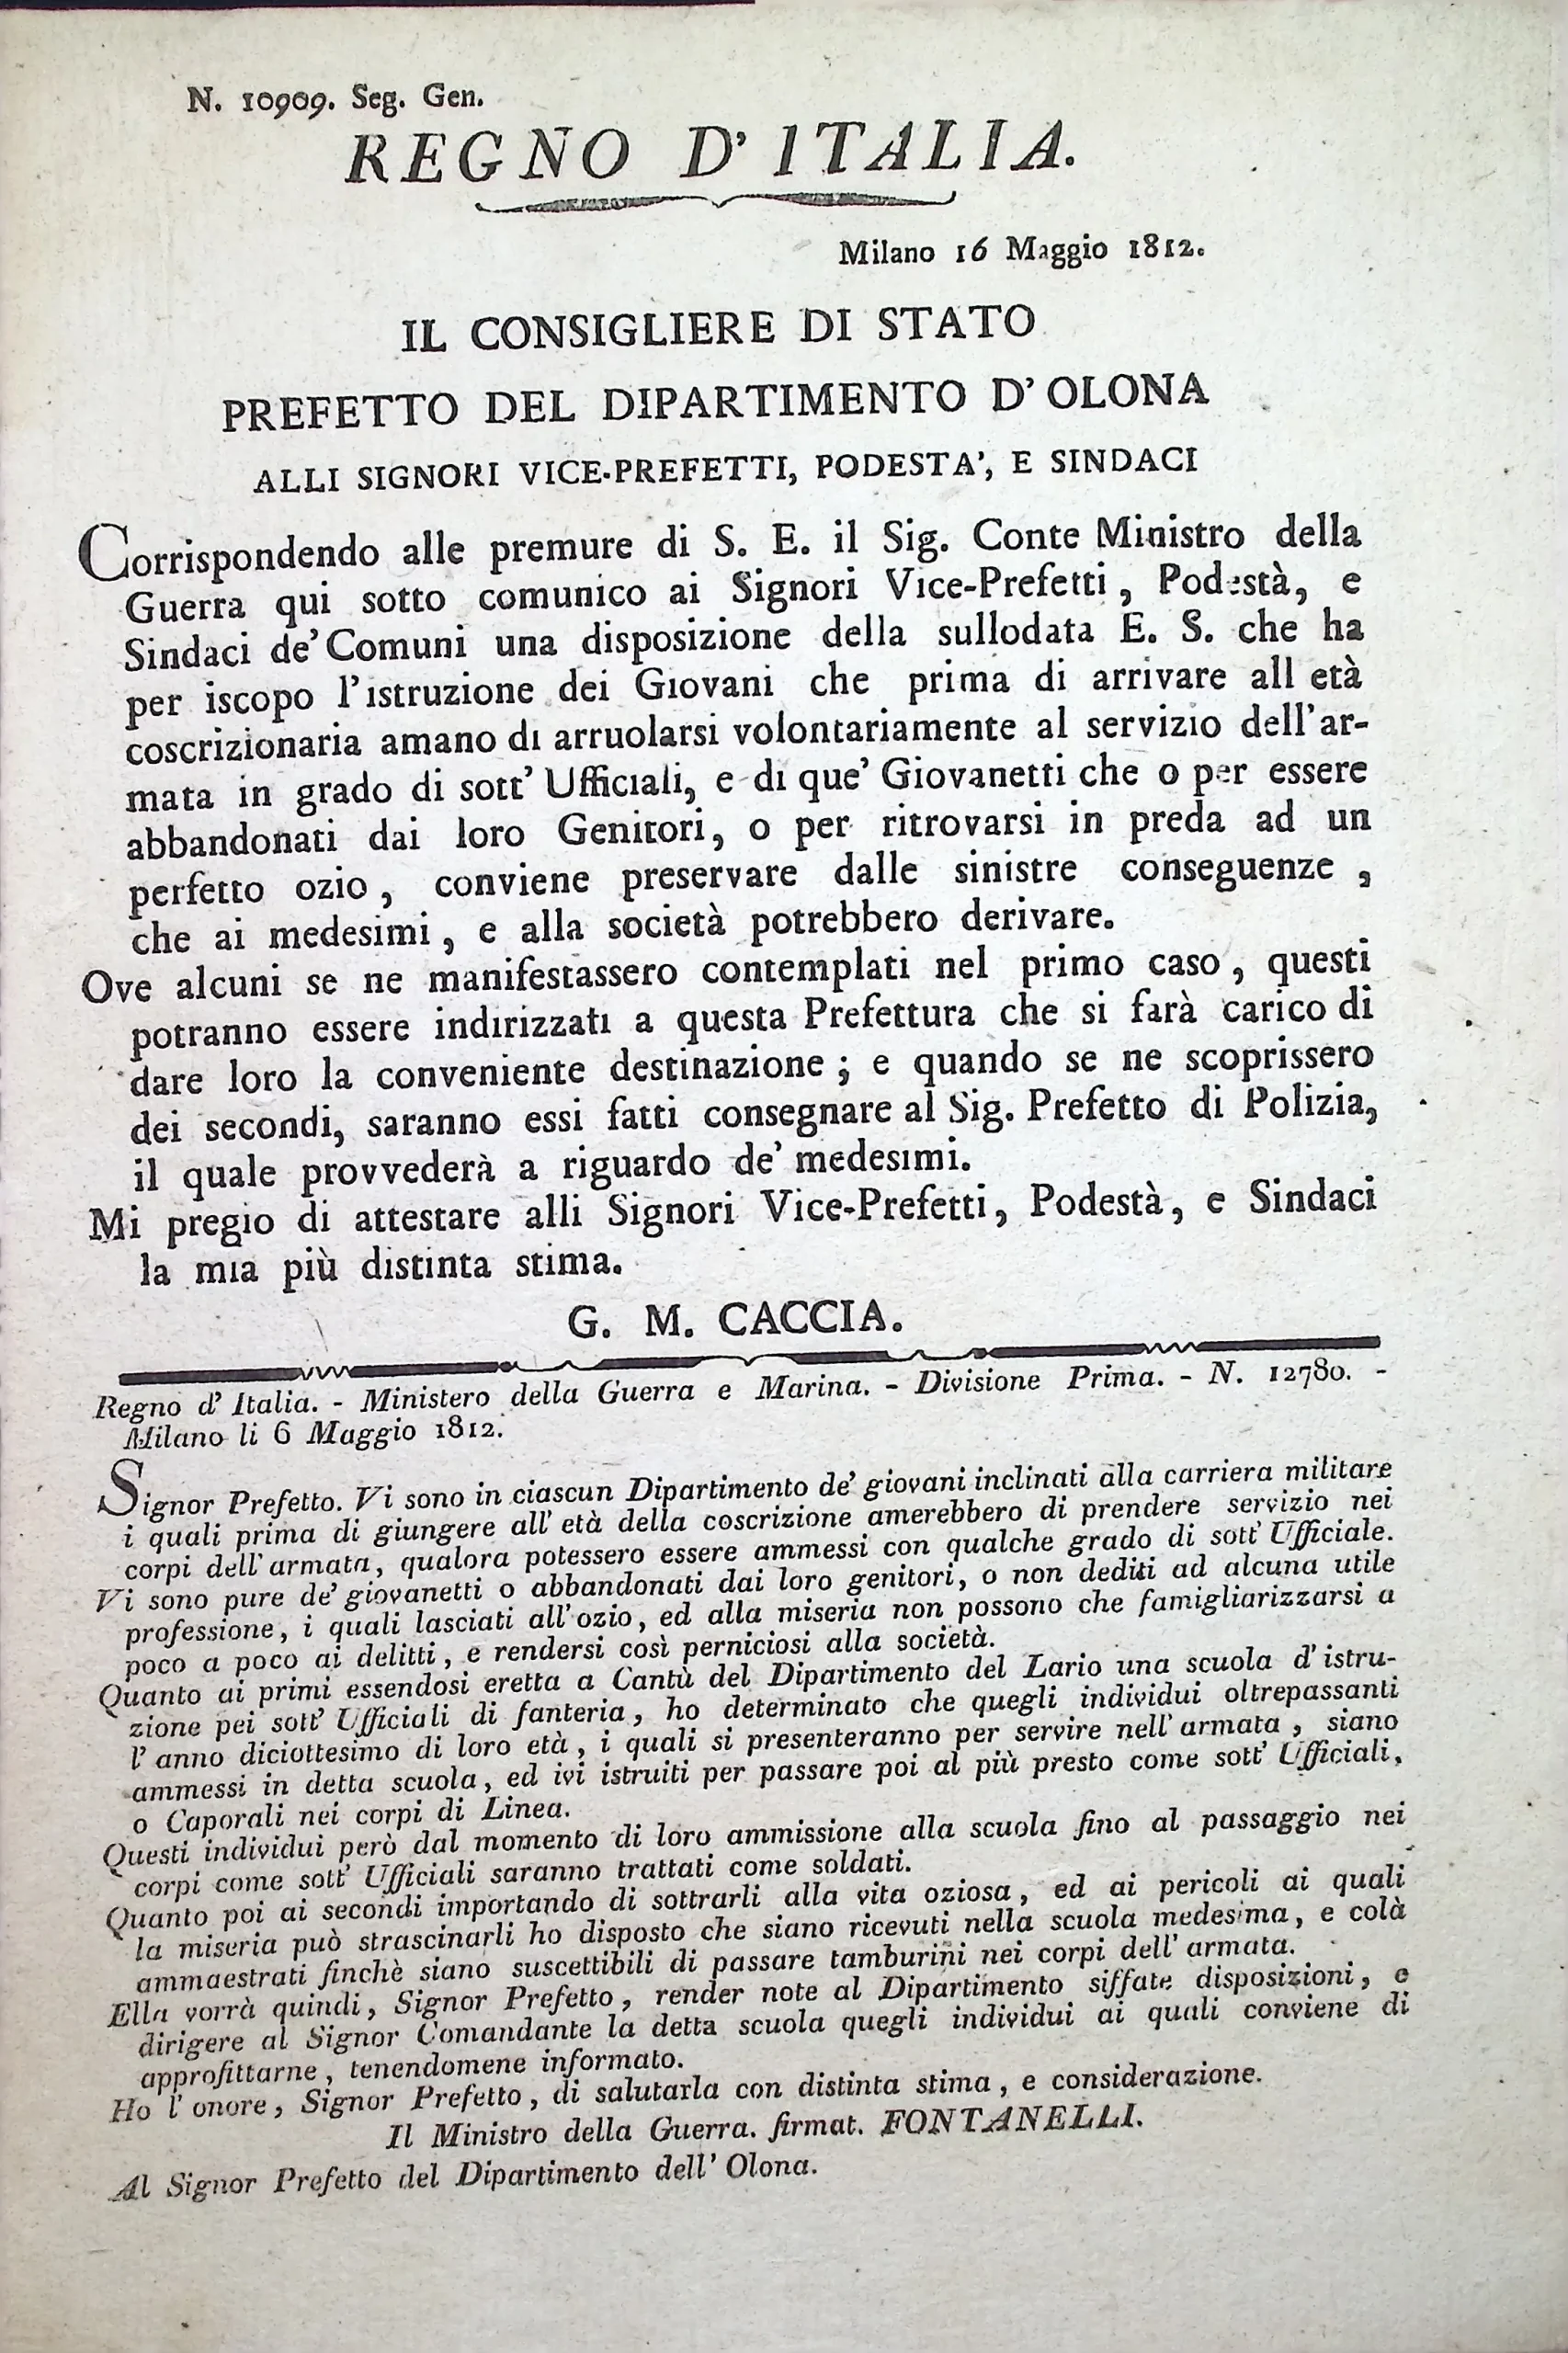 N. 10909. Seg. Gen.
REGNO D' ITALIA.
Milano 16 Maggio 1812.
IL CONSIGLIERE DI STATO
PREFETTO DEL DIPARTIMENTO D' OLONA
ALLI SIGNORI VICE-PREFETTI, PODESTA', E SINDACI
Corrispondendo alle premure di S. E. il Sig. Conte Ministro della
Guerra qui sotto comunico ai Signori Vice-Prefetti, Podestà, e
Sindaci de' Comuni una disposizione della sullodata E. S. che ha
per iscopo l'istruzione dei Giovani che prima di arrivare all età
coscrizionaria amano di arruolarsi volontariamente al servizio dell'ar-
mata in grado di sott' Ufficiali, e di que' Giovanetti che o per essere
abbandonati dai loro Genitori, o per ritrovarsi in preda ad un
perfetto ozio, conviene preservare dalle sinistre conseguenze,
che ai medesimi, e alla società potrebbero derivare.
Ove alcuni se ne manifestassero contemplati nel primo caso, questi
potranno essere indirizzati a questa Prefettura che si farà carico di
dare loro la conveniente destinazione; e quando se ne scoprissero
dei secondi, saranno essi fatti consegnare al Sig. Prefetto di Polizia,
il quale provvederà a riguardo de' medesimi.
Mi pregio di attestare alli Signori Vice-Prefetti, Podestà, e Sindaci
la mia più distinta stima.
G. M. CACCIA.
Regno d' Italia. - Ministero della Guerra e Marina. - Divisione Prima. - N. 12780. -
Milano li 6 Maggio 1812.
Signor Prefetto. Vi sono in ciascun Dipartimento de' giovani inclinati alla carriera militare
i quali prima di giungere all' età della coscrizione amerebbero di prendere servizio nei
corpi dell' armata, qualora potessero essere ammessi con qualche grado di sott' Ufficiale.
Vi sono pure de' giovanetti o abbandonati dai loro genitori, o non dediti ad alcuna utile
professione, i quali lasciati all' ozio, ed alla miseria non possono che famigliarizzarsi a
poco a poco ai delitti, e rendersi così perniciosi alla società.
Quanto ai primi essendosi eretta a Cantù del Dipartimento del Lario una scuola d' istru-
zione pei sott' Ufficiali di fanteria, ho determinato che quegli individui oltrepassanti
l' anno diciottesimo di loro età, i quali si presenteranno per servire nell' armata, siano
ammessi in detta scuola, ed ivi istruiti per passare poi al più presto come sott' Ufficiali,
o Caporali nei corpi di Linea.
Questi individui però dal momento di loro ammissione alla scuola fino al passaggio nei
corpi come sott' Ufficiali saranno trattati come soldati.
Quanto poi ai secondi importando di sottrarli alla vita oziosa, ed ai pericoli ai quali
la miseria può strascinarli ho disposto che siano ricevuti nella scuola medesima, e colà
ammaestrati finchè siano suscettibili di passare tamburini nei corpi dell' armata.
Ella vorrà quindi, Signor Prefetto, render note al Dipartimento siffate disposizioni, e
dirigere al Signor Comandante la detta scuola quegli individui ai quali conviene di
approfittarne, tenendomene informato.
Ho l' onore, Signor Prefetto, di salutarla con distinta stima, e considerazione.
Il Ministro della Guerra. firmat. FONTANELLI.
Al Signor Prefetto del Dipartimento dell' Olona.